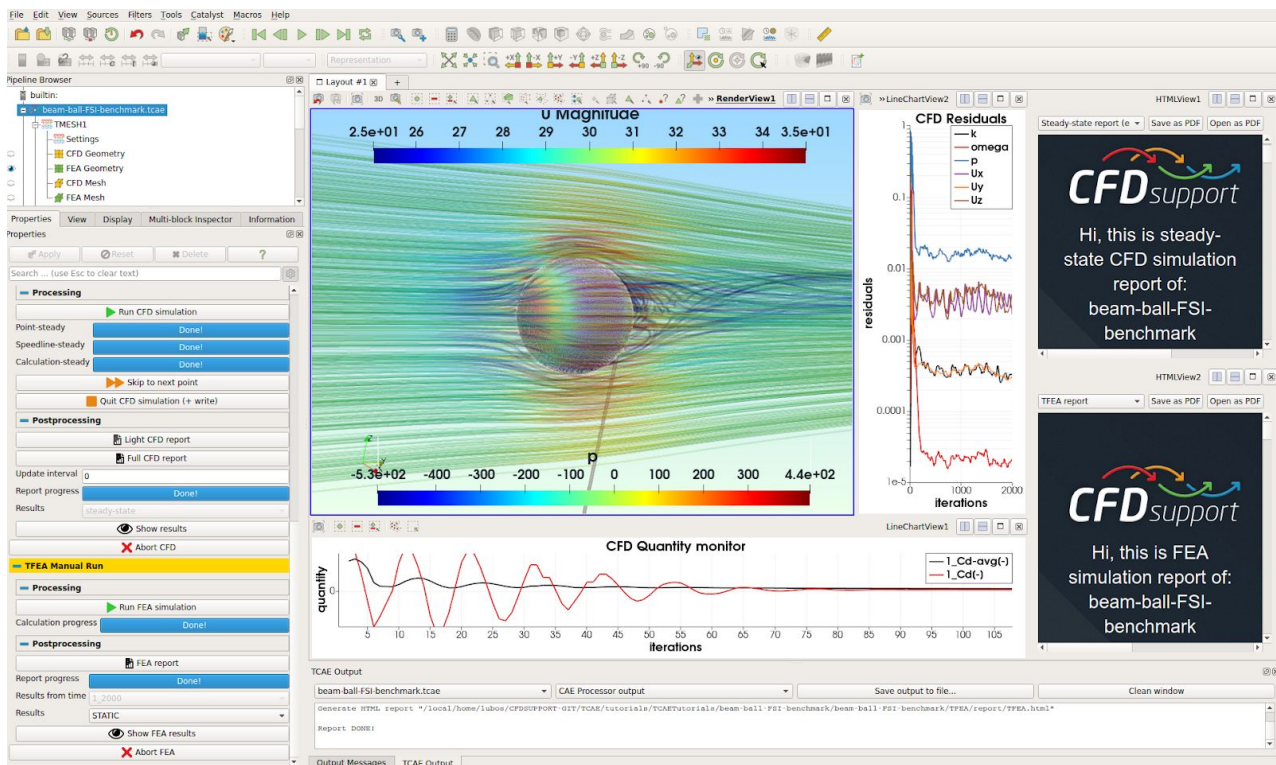 File Edit View Sources Filters Tools Catalyst Macros Help
Representation
+X -X +Y -Y +Z -Z +90 -90
Pipeline Browser
builtin:
beam-ball-FSI-benchmark.tcae
TMESH1
Settings
CFD Geometry
FEA Geometry
CFD Mesh
FEA Mesh
Properties View Display Multi-block Inspector Information
Properties
Apply Reset Delete ?
Search ... (use Esc to clear text)
Processing
Run CFD simulation
Point-steady Done!
Speedline-steady Done!
Calculation-steady Done!
Skip to next point
Quit CFD simulation (+ write)
Postprocessing
Light CFD report
Full CFD report
Update interval 0
Report progress Done!
Results steady-state
Show results
Abort CFD
TFEA Manual Run
Processing
Run FEA simulation
Calculation progress Done!
Postprocessing
FEA report
Report progress Done!
Results from time 1_2000
Results STATIC
Show FEA results
Abort FEA
Layout #1 +
3D » RenderView1
U Magnitude
2.5e+01 26 27 28 29 30 31 32 33 34 3.5e+01
z
y
p
-5.3e+02 -400 -300 -200 -100 0 100 200 300 4.4e+02
»LineChartView2
CFD Residuals
k
omega
p
Ux
Uy
Uz
residuals
1
0.1
0.01
0.001
0.0001
1e-5
0 1000 2000
iterations
LineChartView1
CFD Quantity monitor
1_Cd-avg(-)
1_Cd(-)
quantity
0
5 10 15 20 25 30 35 40 45 50 55 60 65 70 75 80 85 90 95 100 105
iterations
HTMLView1
Steady-state report (e Save as PDF Open as PDF
CFDsupport
Hi, this is steady-
state CFD simulation
report of:
beam-ball-FSI-
benchmark
HTMLView2
TFEA report Save as PDF Open as PDF
CFDsupport
Hi, this is FEA
simulation report of:
beam-ball-FSI-
benchmark
TCAE Output
beam-ball-FSI-benchmark.tcae CAE Processor output Save output to file... Clean window
Generate HTML report "/local/home/lubos/CFDSUPPORT-GIT/TCAE/tutorials/TCAETutorials/beam-ball-FSI-benchmark/beam-ball-FSI-benchmark/TFEA/report/TFEA.html"
Report DONE!
Output Messages TCAE Output